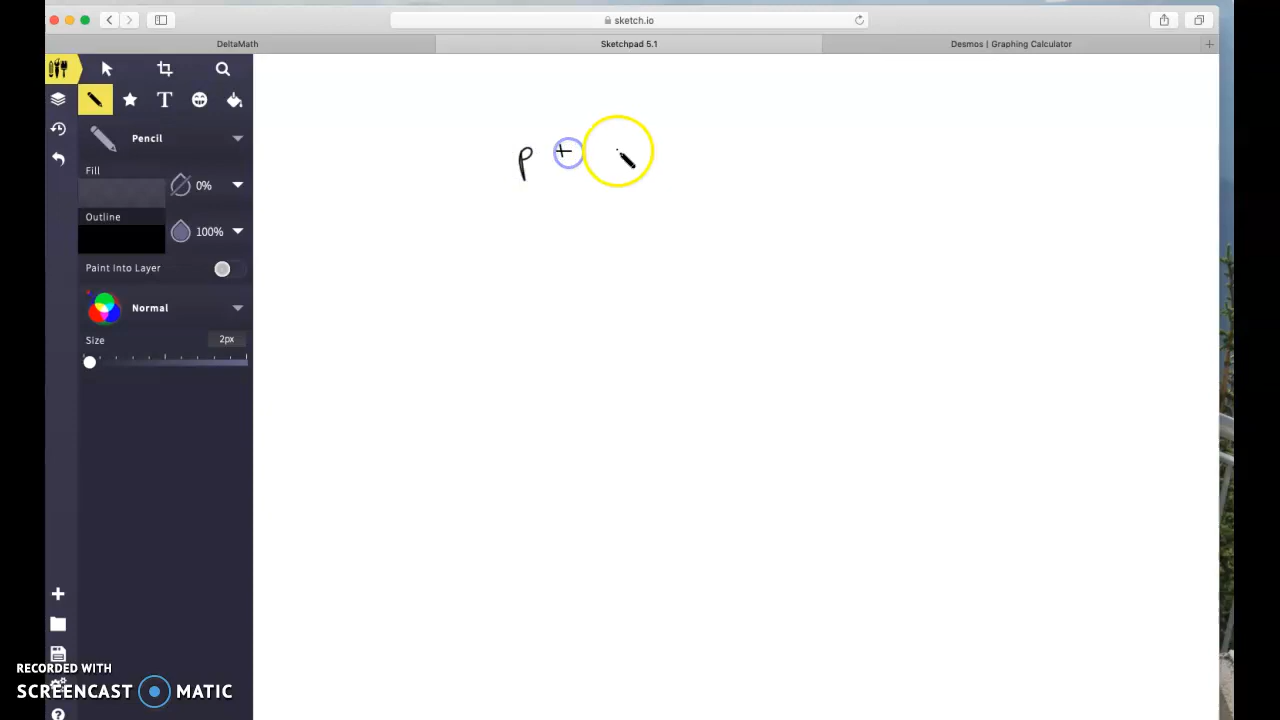 sketch.io
DeltaMath
Sketchpad 5.1
Desmos | Graphing Calculator
T
Pencil
Fill
0%
Outline
100%
Paint Into Layer
Normal
Size
2px
p +
RECORDED WITH
SCREENCAST MATIC
?